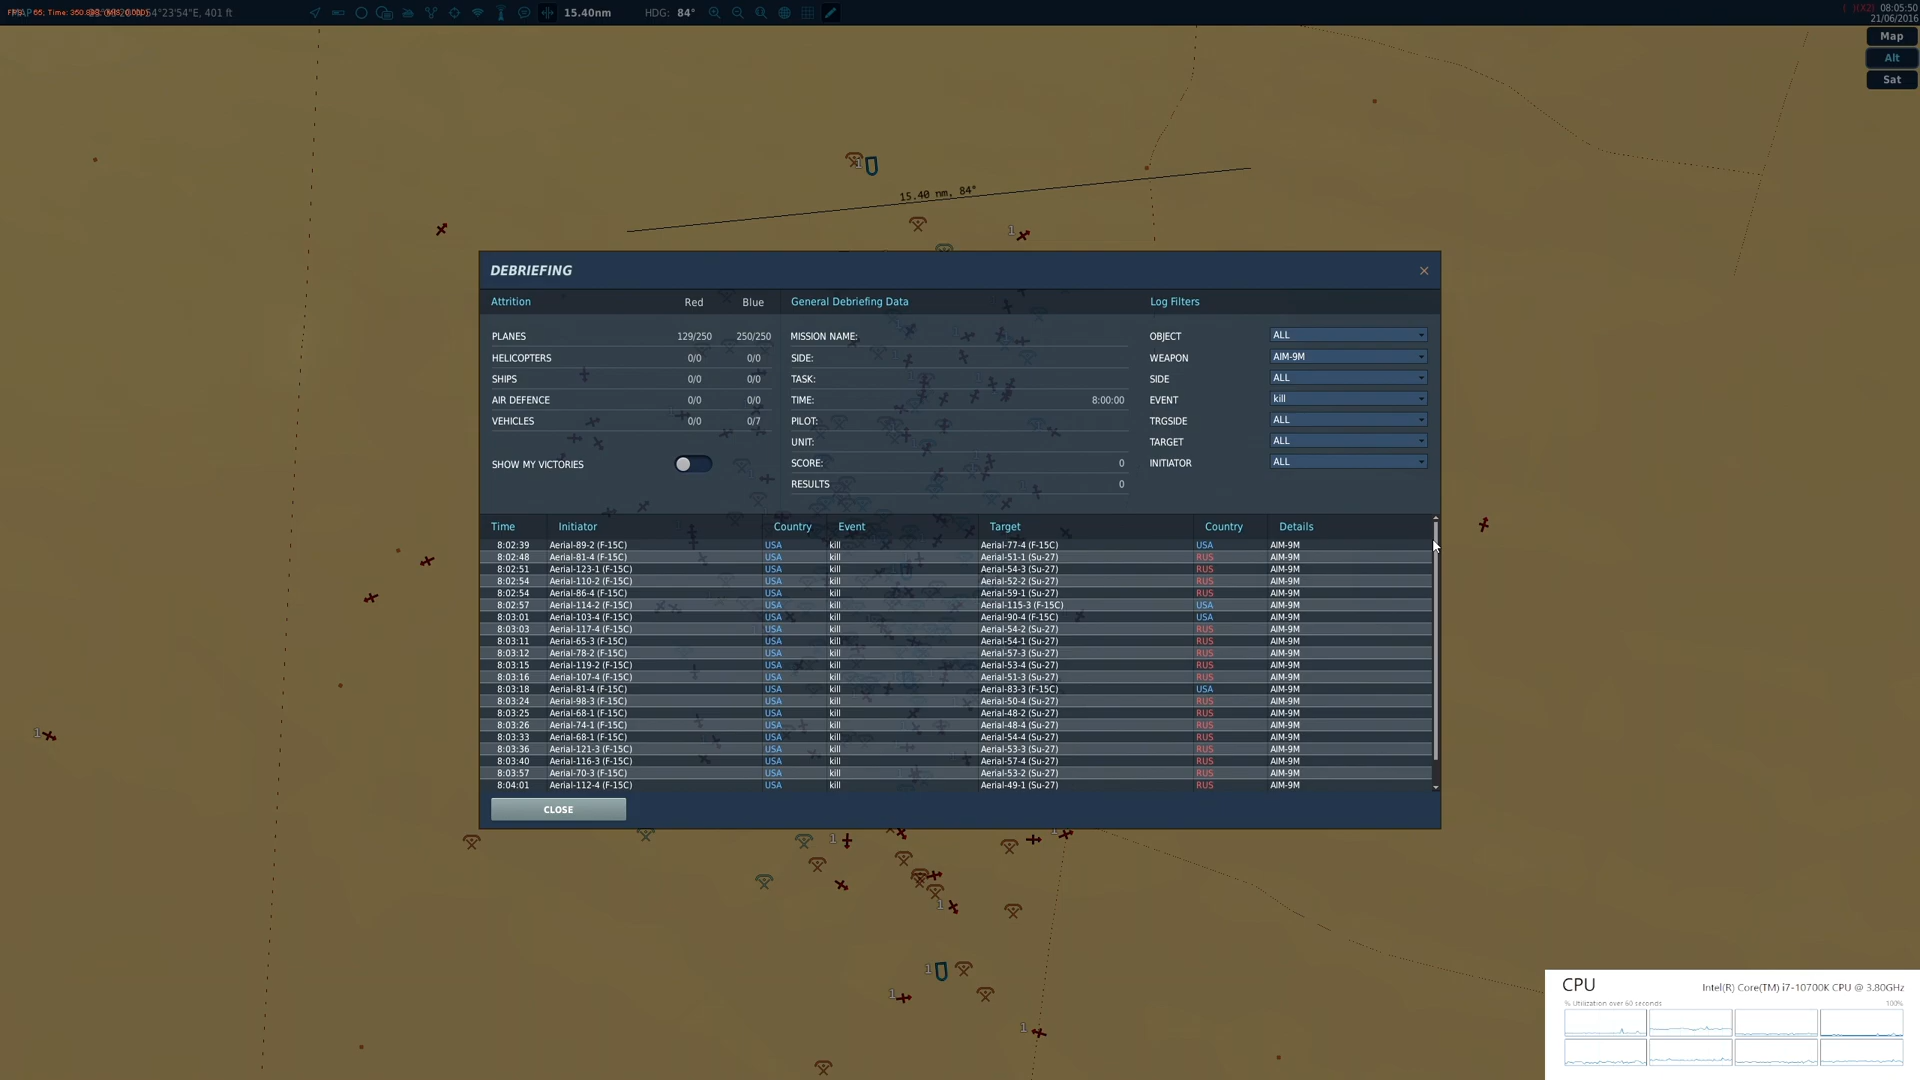 15.40nm HDG: 84° 08:05:50
21/06/2016
Map
Alt
Sat
1
15.40 nm, 84°
1
DEBRIEFING
Attrition Red Blue General Debriefing Data Log Filters
PLANES 129/250 250/250 MISSION NAME: OBJECT ALL
HELICOPTERS 0/0 0/0 SIDE: WEAPON AIM-9M
SHIPS 0/0 0/0 TASK: SIDE ALL
AIR DEFENCE 0/0 0/0 TIME: 8:00:00 EVENT kill
VEHICLES 0/0 0/7 PILOT: TRGSIDE ALL
UNIT: TARGET ALL
SHOW MY VICTORIES SCORE: 0 INITIATOR ALL
RESULTS 0
Time Initiator Country Event Target Country Details
8:02:39 Aerial-89-2 (F-15C) USA kill Aerial-77-4 (F-15C) USA AIM-9M
8:02:48 Aerial-81-4 (F-15C) USA kill Aerial-51-1 (Su-27) RUS AIM-9M
8:02:51 Aerial-123-1 (F-15C) USA kill Aerial-54-3 (Su-27) RUS AIM-9M
8:02:54 Aerial-110-2 (F-15C) USA kill Aerial-52-2 (Su-27) RUS AIM-9M
8:02:54 Aerial-86-4 (F-15C) USA kill Aerial-59-1 (Su-27) RUS AIM-9M
8:02:57 Aerial-114-2 (F-15C) USA kill Aerial-115-3 (F-15C) USA AIM-9M
8:03:01 Aerial-103-4 (F-15C) USA kill Aerial-90-4 (F-15C) USA AIM-9M
8:03:03 Aerial-117-4 (F-15C) USA kill Aerial-54-2 (Su-27) RUS AIM-9M
8:03:11 Aerial-65-3 (F-15C) USA kill Aerial-54-1 (Su-27) RUS AIM-9M
8:03:12 Aerial-78-2 (F-15C) USA kill Aerial-57-3 (Su-27) RUS AIM-9M
8:03:15 Aerial-119-2 (F-15C) USA kill Aerial-53-4 (Su-27) RUS AIM-9M
8:03:16 Aerial-107-4 (F-15C) USA kill Aerial-51-3 (Su-27) RUS AIM-9M
8:03:18 Aerial-81-4 (F-15C) USA kill Aerial-83-3 (F-15C) USA AIM-9M
8:03:24 Aerial-98-3 (F-15C) USA kill Aerial-50-4 (Su-27) RUS AIM-9M
8:03:25 Aerial-68-1 (F-15C) USA kill Aerial-48-2 (Su-27) RUS AIM-9M
8:03:26 Aerial-74-1 (F-15C) USA kill Aerial-48-4 (Su-27) RUS AIM-9M
8:03:33 Aerial-68-1 (F-15C) USA kill Aerial-54-4 (Su-27) RUS AIM-9M
8:03:36 Aerial-121-3 (F-15C) USA kill Aerial-53-3 (Su-27) RUS AIM-9M
8:03:40 Aerial-116-3 (F-15C) USA kill Aerial-57-4 (Su-27) RUS AIM-9M
8:03:57 Aerial-70-3 (F-15C) USA kill Aerial-53-2 (Su-27) RUS AIM-9M
8:04:01 Aerial-112-4 (F-15C) USA kill Aerial-49-1 (Su-27) RUS AIM-9M
1
CLOSE
1
1
1
1
1
1
CPU Intel(R) Core(TM) i7-10700K CPU @ 3.80GHz
% Utilization over 60 seconds 100%